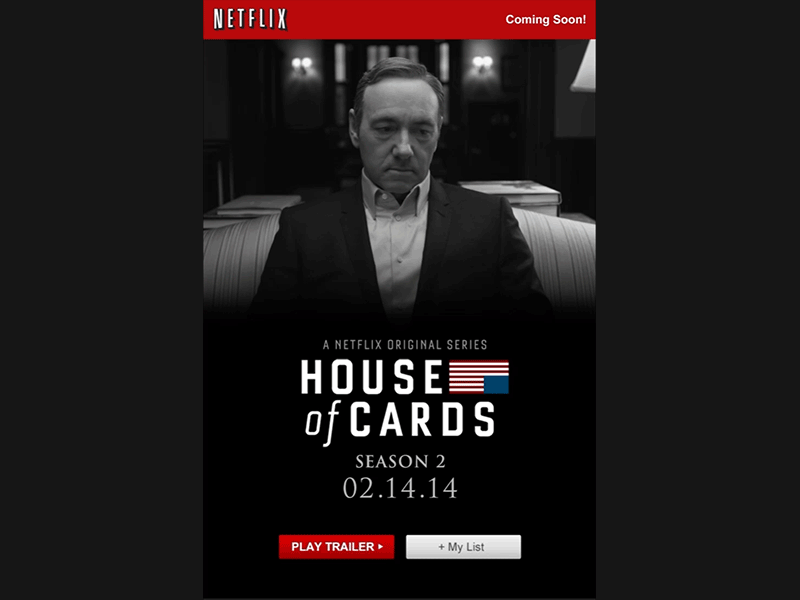 NETFLIX
Coming Soon!
A NETFLIX ORIGINAL SERIES
HOUSE
of CARDS
SEASON 2
02.14.14
PLAY TRAILER
+ My List